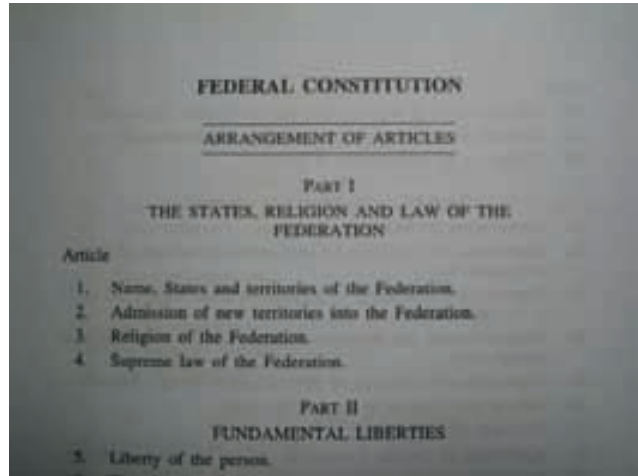 FEDERAL CONSTITUTION
ARRANGEMENT OF ARTICLES
PART I
THE STATES, RELIGION AND LAW OF THE
FEDERATION
Article
1. Name, States and territories of the Federation.
2. Admission of new territories into the Federation.
3. Religion of the Federation.
4. Supreme law of the Federation.
PART II
FUNDAMENTAL LIBERTIES
5. Liberty of the person.